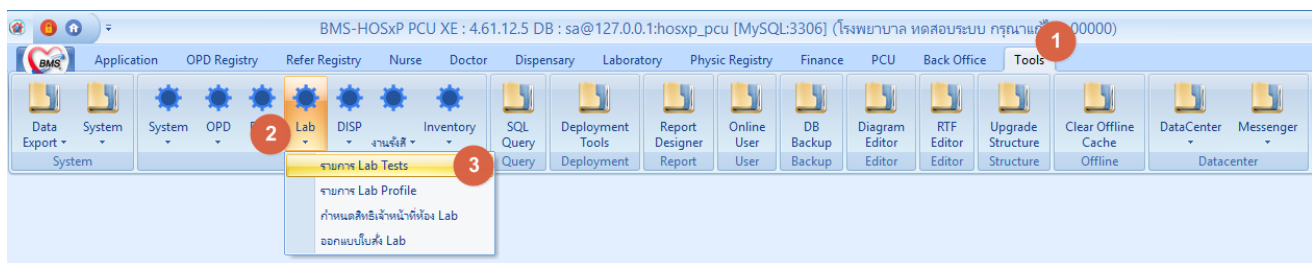 BMS-HOSxP PCU XE : 4.61.12.5 DB : sa@127.0.0.1:hosxp_pcu [MySQL:3306] (โรงพยาบาล ทดสอบระบบ กรุณาแก้ไข 00000)
1
BMS Application OPD Registry Refer Registry Nurse Doctor Dispensary Laboratory Physic Registry Finance PCU Back Office Tools
Data Export System System OPD Lab DISP งานรังสี Inventory SQL Query Deployment Tools Report Designer Online User DB Backup Diagram Editor RTF Editor Upgrade Structure Clear Offline Cache DataCenter Messenger
2
System Query Deployment Report User Backup Editor Editor Structure Offline Datacenter
รายการ Lab Tests 3
รายการ Lab Profile
กำหนดสิทธิเจ้าหน้าที่ห้อง Lab
ออกแบบใบสั่ง Lab